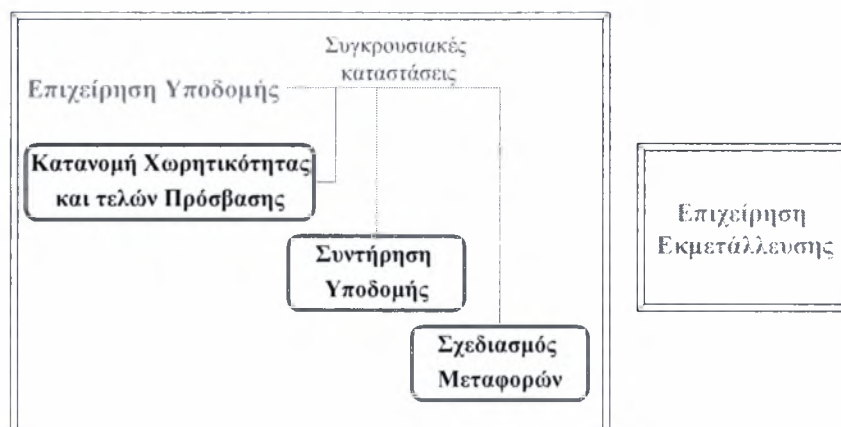 Συγκρουσιακές
καταστάσεις
Επιχείρηση Υποδομής
Κατανομή Χωρητικότητας
και τελών Πρόσβασης
Συντήρηση
Υποδομής
Σχεδιασμός
Μεταφορών
Επιχείρηση
Εκμετάλλευσης